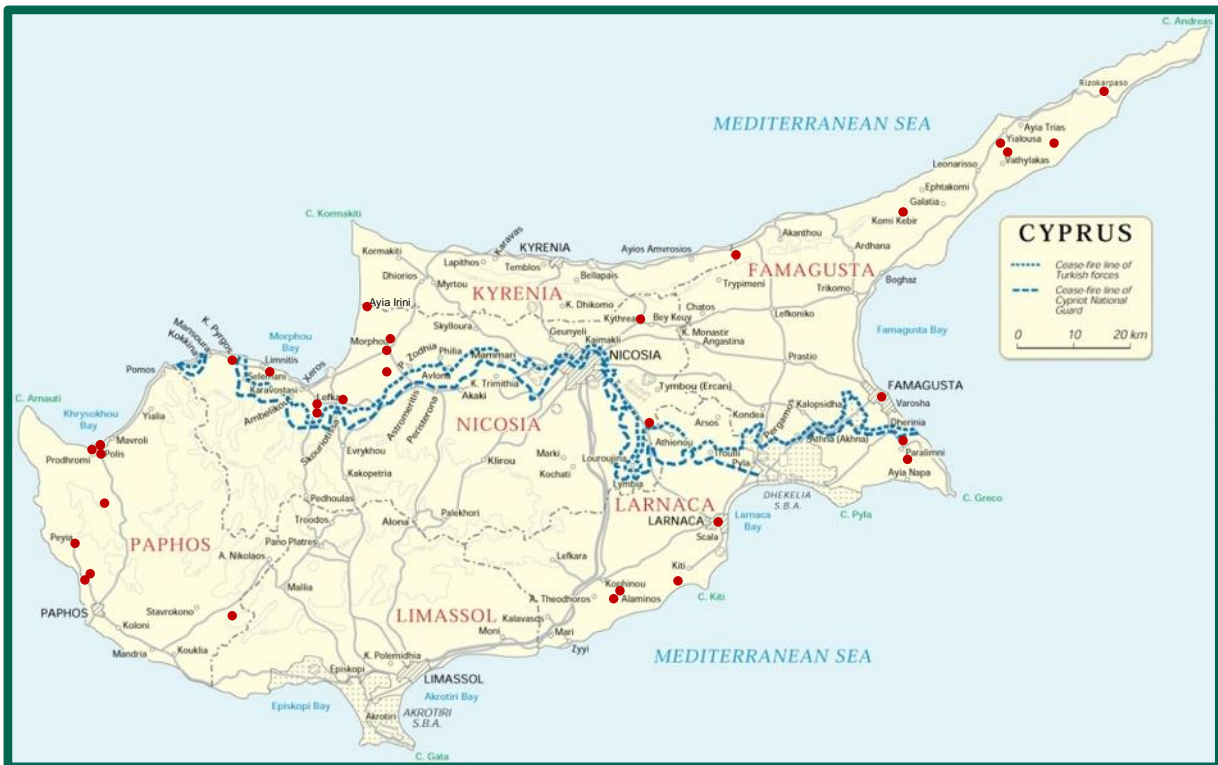 C. Andreas
Rizokarpaso
MEDITERRANEAN SEA
Ayia Trias
Yialousa
Leonarisso
Vathylakas
Ephtakomi
Galatia
Komi Kebir
C. Kormakiti
Karavas
KYRENIA
Akanthou
Kormakiti
Lapithos
Temblos
Ayios Amvrosios
Ardhana
Bellapais
FAMAGUSTA
Dhiorios
Myrtou
Trypimeni
Boghaz
Trikomo
KYRENIA
Ayia Irini
K. Dhikomo
Chatos
Lefkoniko
Kythrea
Bey Keuy
Skylloura
Geunyeli
K. Monastir
Famagusta Bay
Morphou
Bay
K. Pyrgos
Mansoura
Kokkina
Morphou
Kaimakli
Angastina
P. Zodhia
Philia
Mammari
NICOSIA
Prastio
Limnitis
Pomos
Selemani
Xeros
Karavostasi
Avlona
K. Trimithia
Tymbou (Ercan)
FAMAGUSTA
C. Arnauti
Lefka
Akaki
Varosha
Ambelikou
Astromeritis
Peristerona
Kondea
Kalopsidha
Khrysokhou
Bay
Yialia
NICOSIA
Arsos
Pergamos
Dherinia
Mavroli
Skouriotissa
Athienou
Athna (Akhna)
Prodhromi
Polis
Evrykhou
Marki
Louroujina
Troulli
Paralimni
Klirou
Pyla
Kakopetria
Kochati
Ayia Napa
Lymbia
DHEKELIA
S.B.A.
C. Greco
Pedhoulas
LARNACA
C. Pyla
Palekhori
Larnaca
Bay
Troodos
Alona
LARNACA
Scala
Peyia
PAPHOS
Pano Platres
A. Nikolaos
Lefkara
Kiti
Mallia
Kophinou
C. Kiti
A. Theodhoros
Alaminos
PAPHOS
Stavrokono
LIMASSOL
Kalavasos
Koloni
Moni
Mari
Mandria
Kouklia
Zyyi
K. Polemidhia
MEDITERRANEAN SEA
Episkopi
LIMASSOL
Akrotiri Bay
Episkopi Bay
Akrotiri
AKROTIRI
S.B.A.
C. Gata
CYPRUS
Cease-fire line of
Turkish forces
Cease-fire line of
Cypriot National
Guard
0 10 20 km